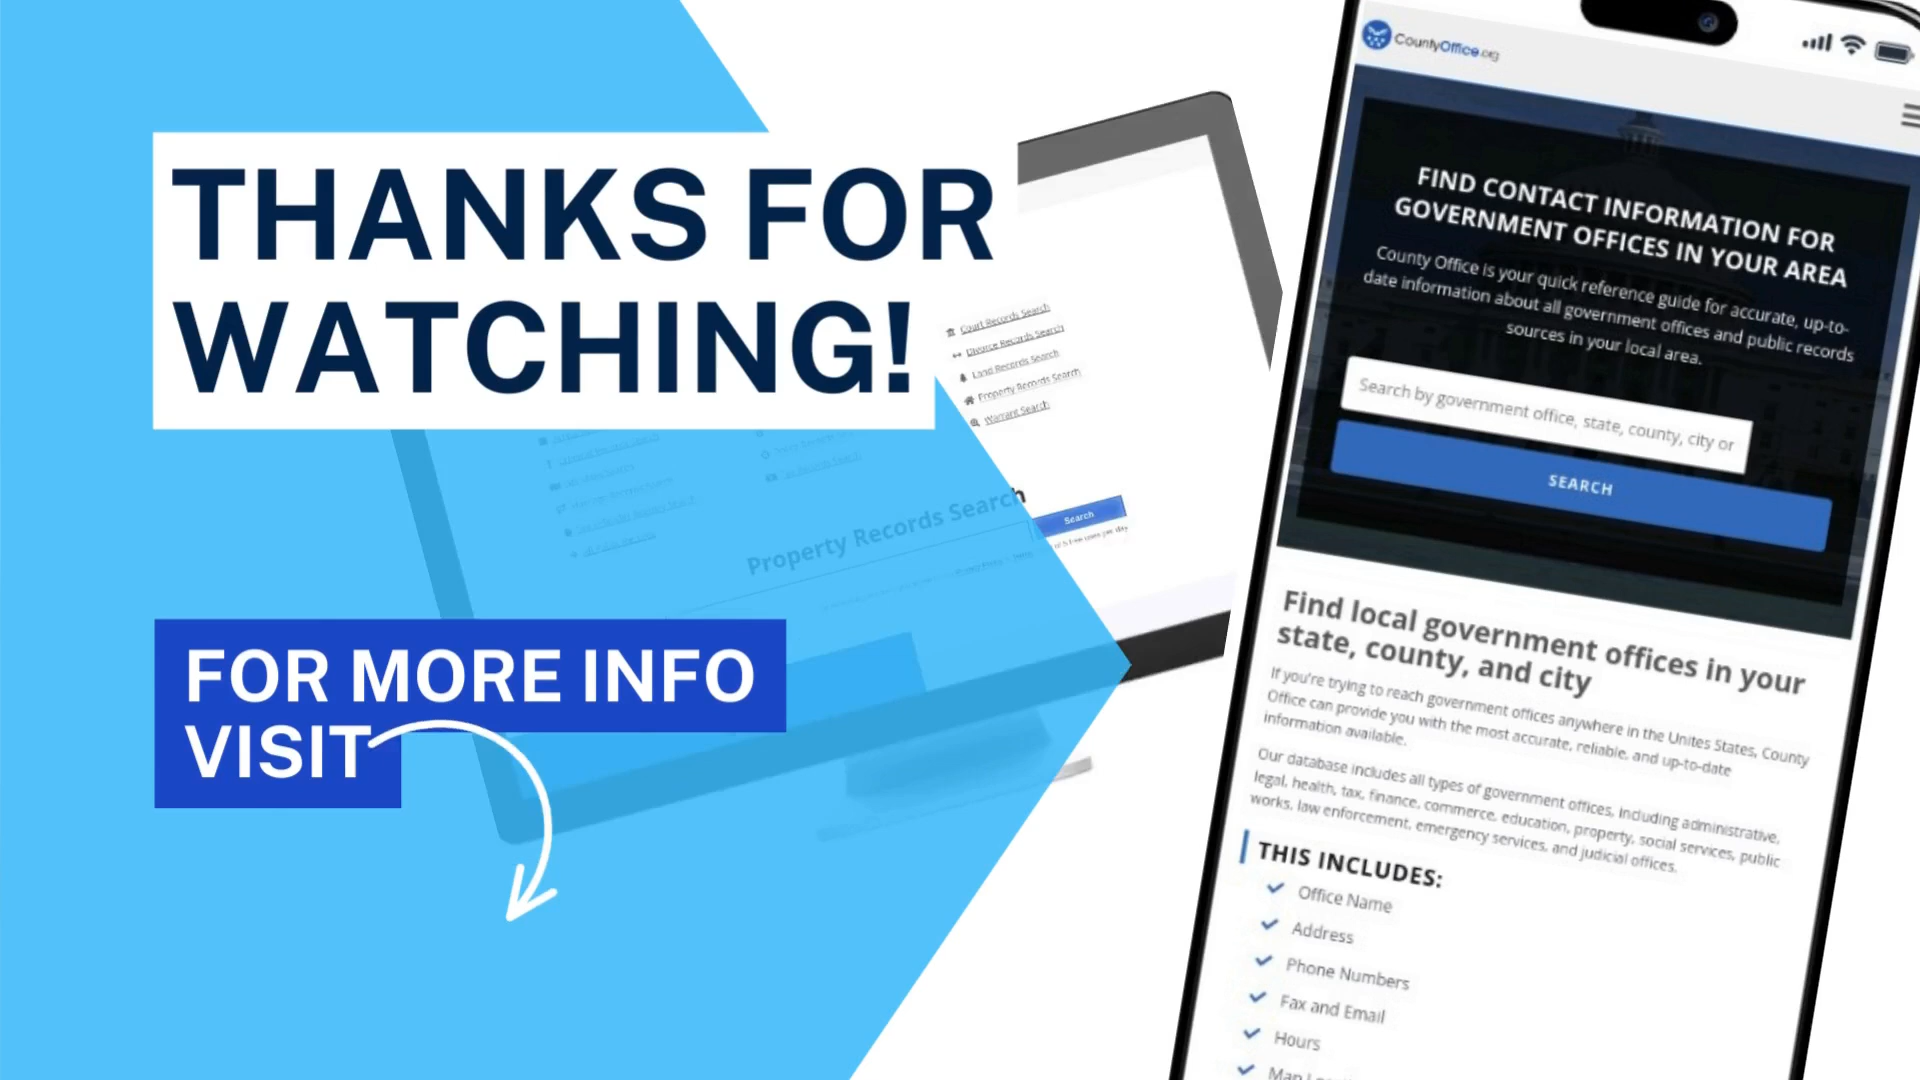 THANKS FOR
WATCHING!
FOR MORE INFO
VISIT
Court Records Search
Divorce Records Search
Land Records Search
Property Records Search
Warrant Search
Property Records Search
Search
CountyOffice.org
FIND CONTACT INFORMATION FOR
GOVERNMENT OFFICES IN YOUR AREA
County Office is your quick reference guide for accurate, up-to-
date information about all government offices and public records
sources in your local area.
Search by government office, state, county, city or
SEARCH
Find local government offices in your
state, county, and city
If you're trying to reach government offices anywhere in the Unites States, County
Office can provide you with the most accurate, reliable, and up-to-date
information available.
Our database includes all types of government offices, including administrative,
legal, health, tax, finance, commerce, education, property, social services, public
works, law enforcement, emergency services, and judicial offices.
THIS INCLUDES:
Office Name
Address
Phone Numbers
Fax and Email
Hours